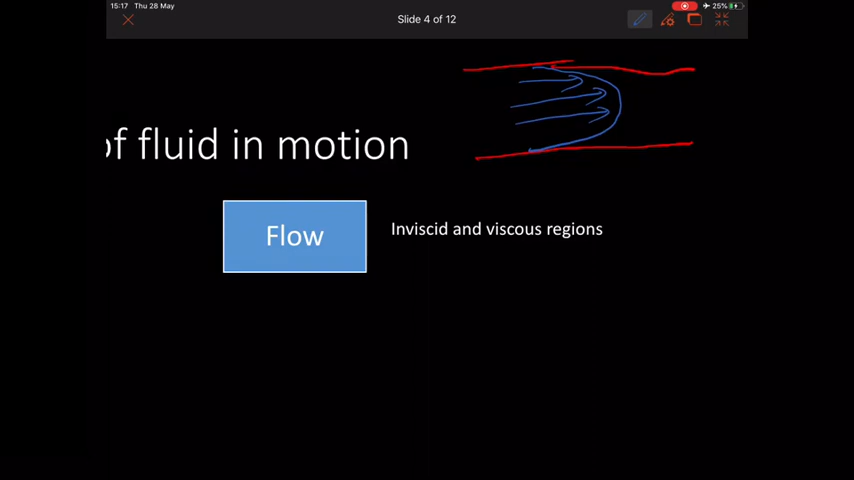 15:17 Thu 28 May
25%
Slide 4 of 12
of fluid in motion
Flow
Inviscid and viscous regions